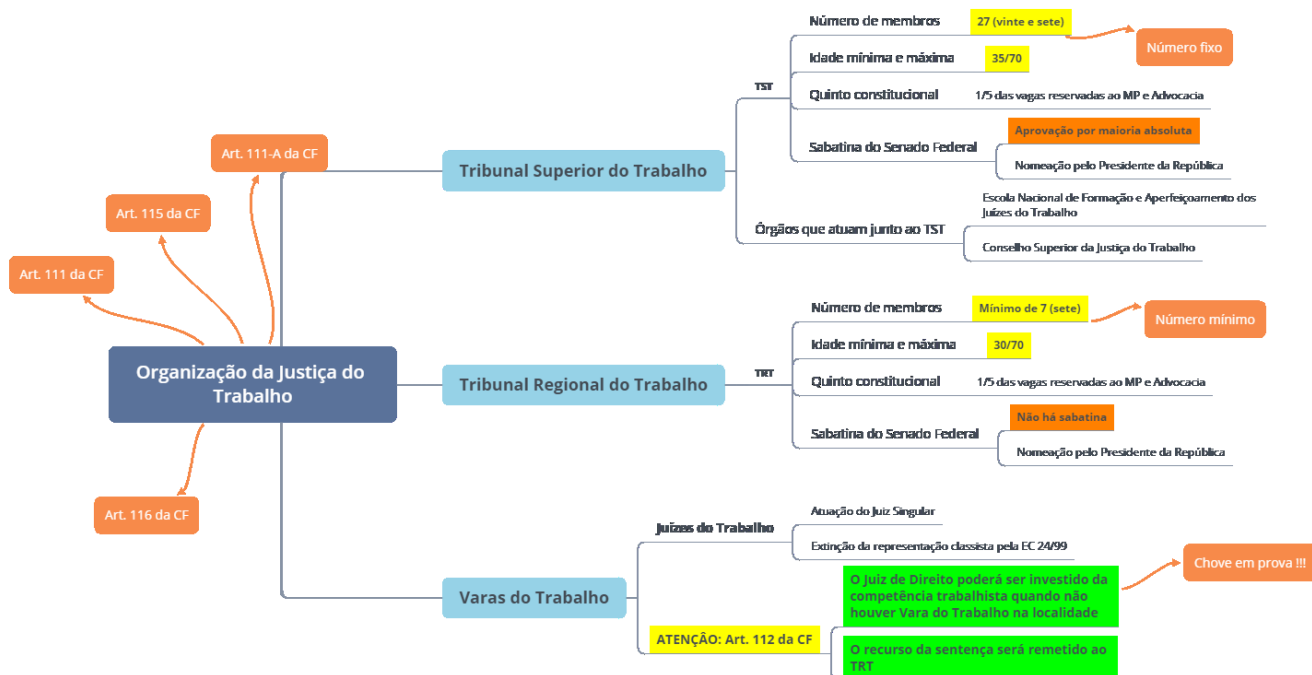 Número de membros
27 (vinte e sete)
Número fixo
Idade mínima e máxima
35/70
TST
Quinto constitucional
1/5 das vagas reservadas ao MP e Advocacia
Aprovação por maioria absoluta
Sabatina do Senado Federal
Nomeação pelo Presidente da República
Art. 111-A da CF
Tribunal Superior do Trabalho
Escola Nacional de Formação e Aperfeiçoamento dos
Juízes do Trabalho
Art. 115 da CF
Órgãos que atuam junto ao TST
Conselho Superior da Justiça do Trabalho
Art. 111 da CF
Número de membros
Mínimo de 7 (sete)
Número mínimo
Idade mínima e máxima
30/70
Organização da Justiça do
Trabalho
Tribunal Regional do Trabalho
TRT
Quinto constitucional
1/5 das vagas reservadas ao MP e Advocacia
Não há sabatina
Sabatina do Senado Federal
Nomeação pelo Presidente da República
Art. 116 da CF
Atuação do Juiz Singular
Juízes do Trabalho
Extinção da representação classista pela EC 24/99
Chove em prova !!!
Varas do Trabalho
O Juiz de Direito poderá ser investido da
competência trabalhista quando não
houver Vara do Trabalho na localidade
ATENÇÂO: Art. 112 da CF
O recurso da sentença será remetido ao
TRT